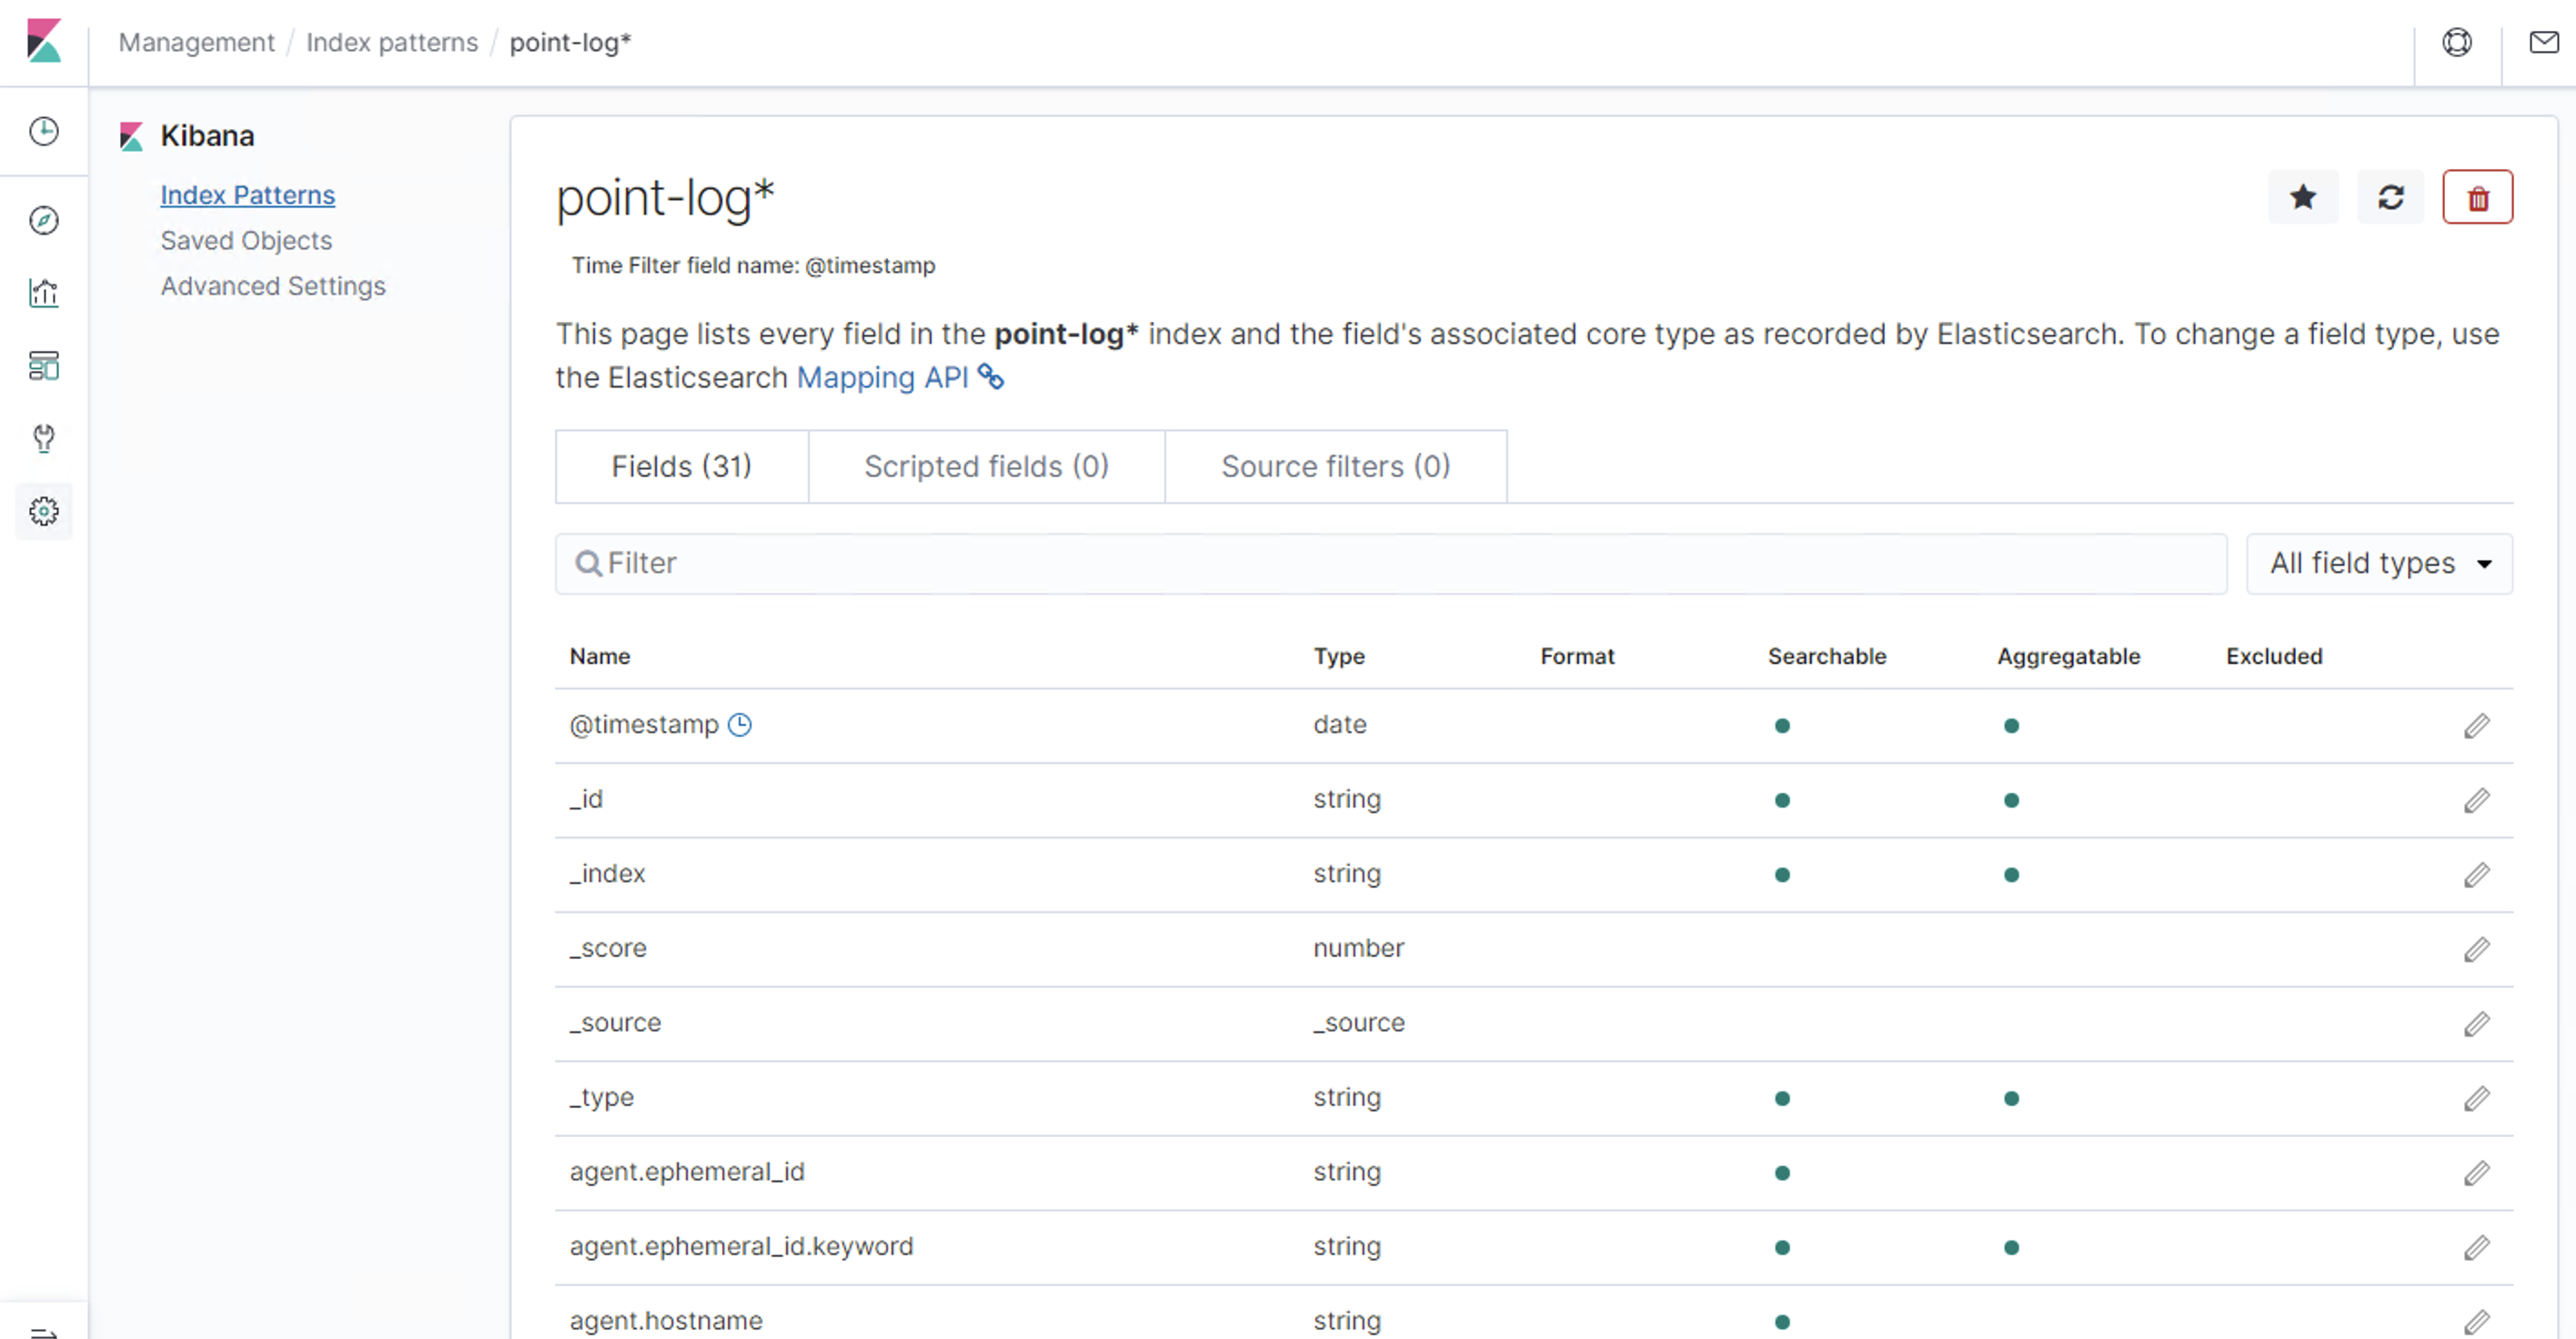 Management / Index patterns / point-log*
Kibana
Index Patterns
Saved Objects
Advanced Settings
point-log*
Time Filter field name: @timestamp
This page lists every field in the point-log* index and the field's associated core type as recorded by Elasticsearch. To change a field type, use
the Elasticsearch Mapping API
Fields (31) Scripted fields (0) Source filters (0)
Filter All field types
Name Type Format Searchable Aggregatable Excluded
@timestamp date
_id string
_index string
_score number
_source _source
_type string
agent.ephemeral_id string
agent.ephemeral_id.keyword string
agent.hostname string